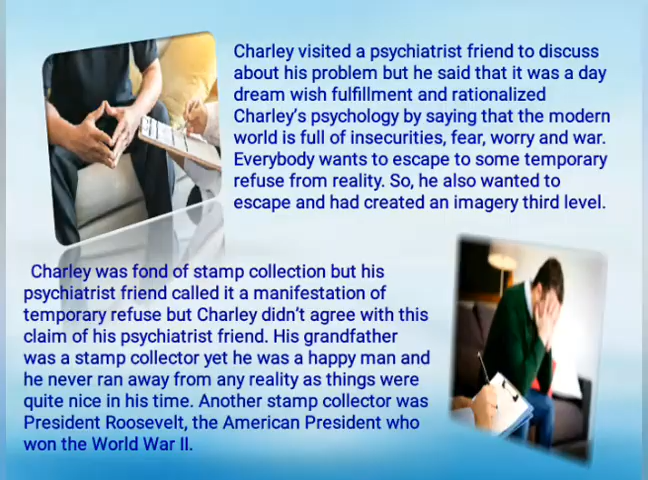 Charley visited a psychiatrist friend to discuss
about his problem but he said that it was a day
dream wish fulfillment and rationalized
Charley's psychology by saying that the modern
world is full of insecurities, fear, worry and war.
Everybody wants to escape to some temporary
refuse from reality. So, he also wanted to
escape and had created an imagery third level.
Charley was fond of stamp collection but his
psychiatrist friend called it a manifestation of
temporary refuse but Charley didn't agree with this
claim of his psychiatrist friend. His grandfather
was a stamp collector yet he was a happy man and
he never ran away from any reality as things were
quite nice in his time. Another stamp collector was
President Roosevelt, the American President who
won the World War II.